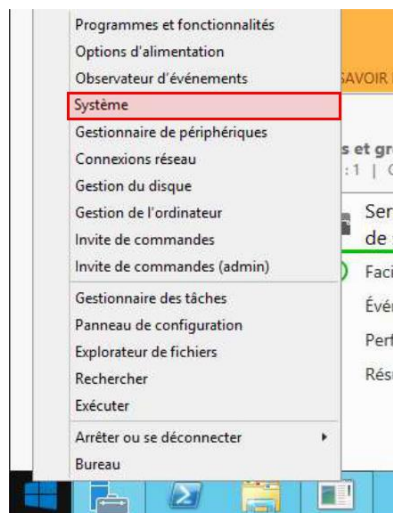 Programmes et fonctionnalités
Options d'alimentation
Observateur d'événements
SAVOIR
Système
Gestionnaire de périphériques
s et gr
Connexions réseau
: 1 |
Gestion du disque
Gestion de l'ordinateur
Ser
Invite de commandes
de
Invite de commandes (admin)
Faci
Gestionnaire des tâches
Évé
Panneau de configuration
Perf
Explorateur de fichiers
Rechercher
Résu
Exécuter
Arrêter ou se déconnecter
Bureau